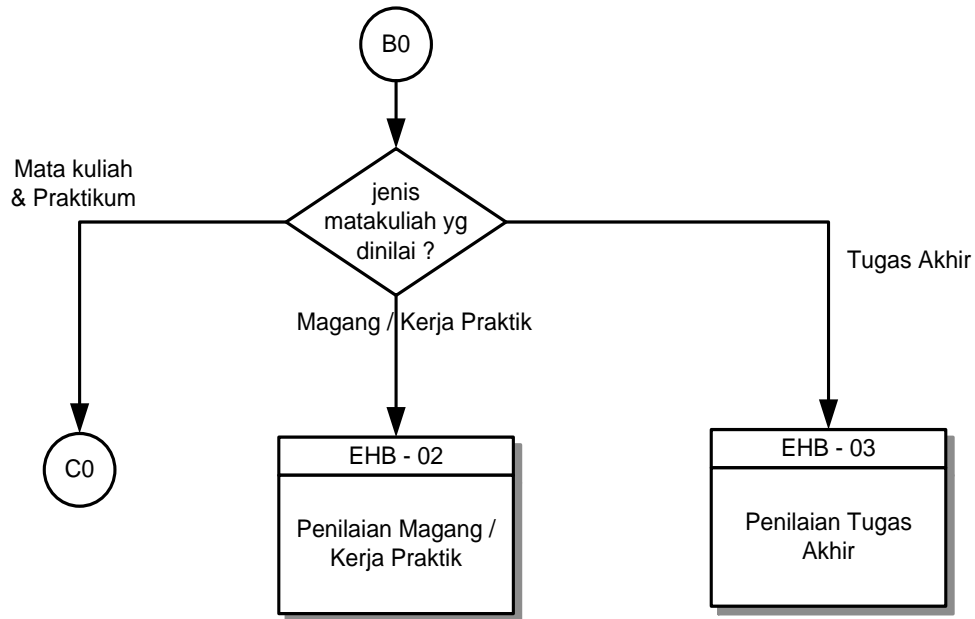 B0
Mata kuliah
& Praktikum
jenis
matakuliah yg
dinilai ?
Tugas Akhir
Magang / Kerja Praktik
C0
EHB - 02
Penilaian Magang /
Kerja Praktik
EHB - 03
Penilaian Tugas
Akhir